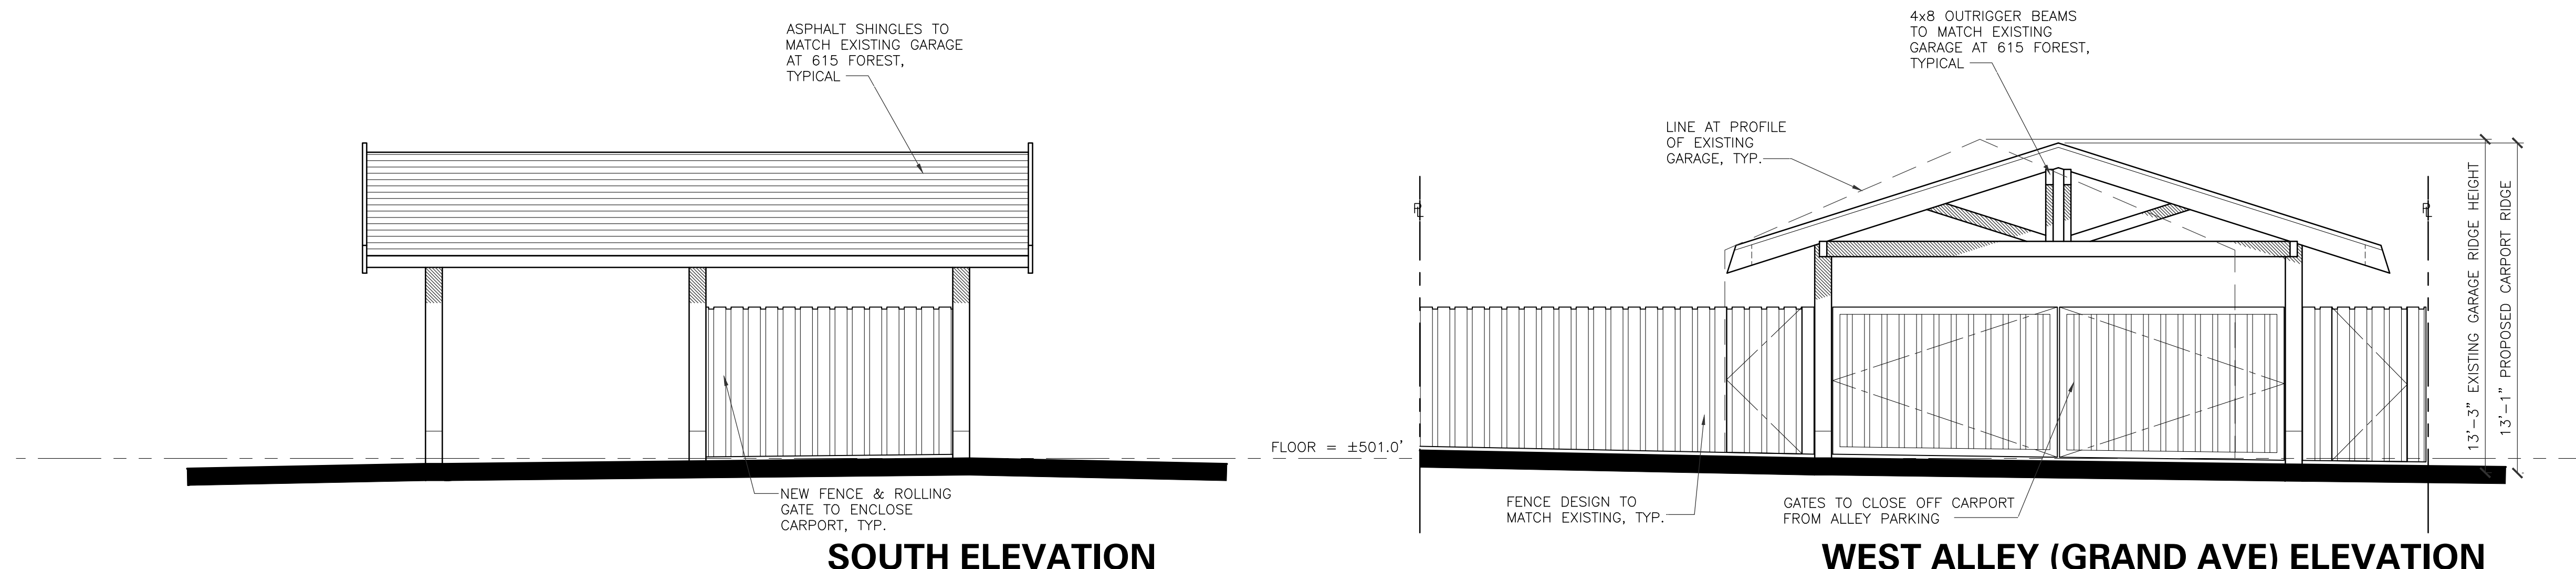 ASPHALT SHINGLES TO
MATCH EXISTING GARAGE
AT 615 FOREST,
TYPICAL
NEW FENCE & ROLLING
GATE TO ENCLOSE
CARPORT, TYP.
SOUTH ELEVATION
4x8 OUTRIGGER BEAMS
TO MATCH EXISTING
GARAGE AT 615 FOREST,
TYPICAL
LINE AT PROFILE
OF EXISTING
GARAGE, TYP.
PL
PL
13'-3" EXISTING GARAGE RIDGE HEIGHT
13'-1" PROPOSED CARPORT RIDGE
FLOOR = ±501.0'
FENCE DESIGN TO
MATCH EXISTING, TYP.
GATES TO CLOSE OFF CARPORT
FROM ALLEY PARKING
WEST ALLEY (GRAND AVE) ELEVATION